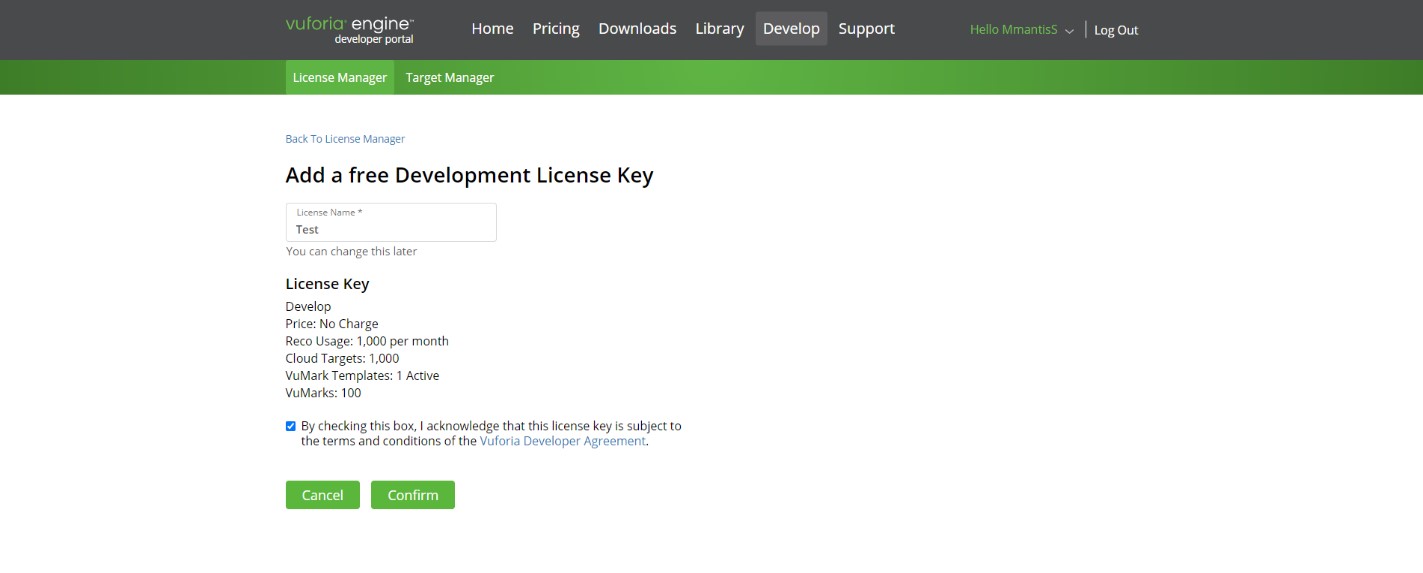 vuforia® engine™
developer portal
Home Pricing Downloads Library Develop Support
Hello MmantisS Log Out
License Manager Target Manager
Back To License Manager
Add a free Development License Key
License Name *
Test
You can change this later
License Key
Develop
Price: No Charge
Reco Usage: 1,000 per month
Cloud Targets: 1,000
VuMark Templates: 1 Active
VuMarks: 100
By checking this box, I acknowledge that this license key is subject to
the terms and conditions of the Vuforia Developer Agreement.
Cancel Confirm